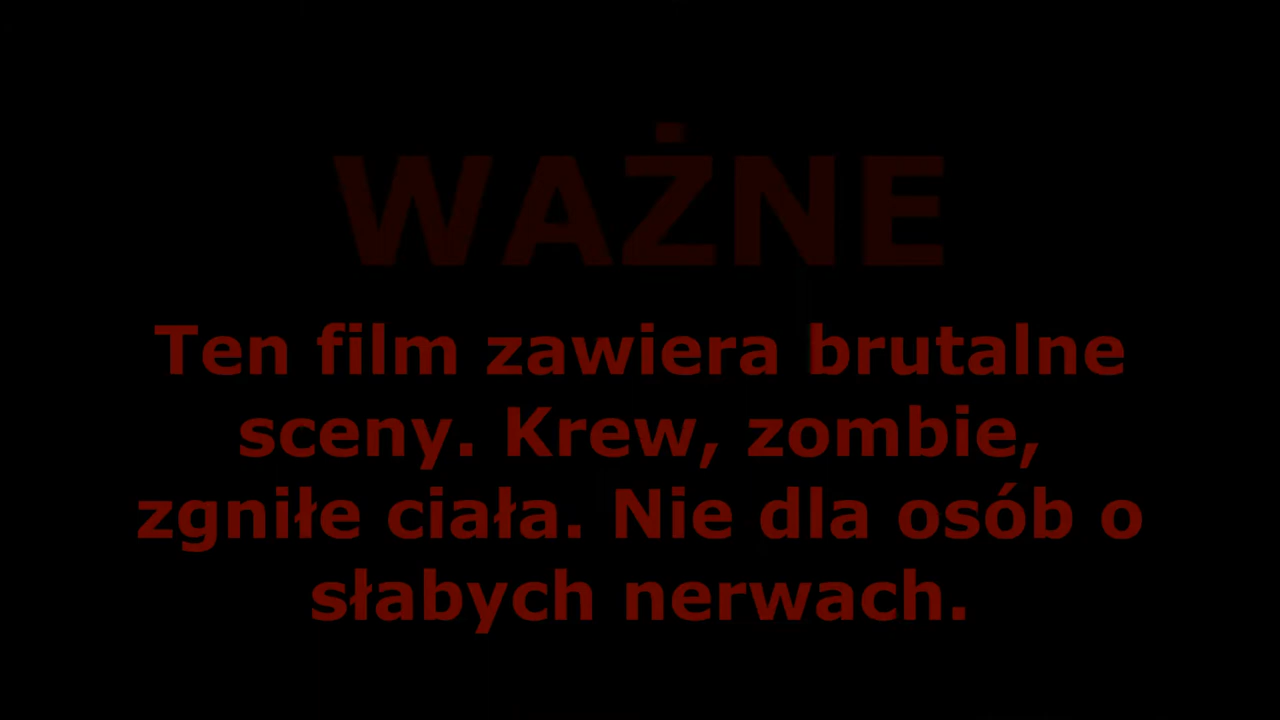 WAŻNE
Ten film zawiera brutalne
sceny. Krew, zombie,
zgniłe ciała. Nie dla osób o
słabych nerwach.